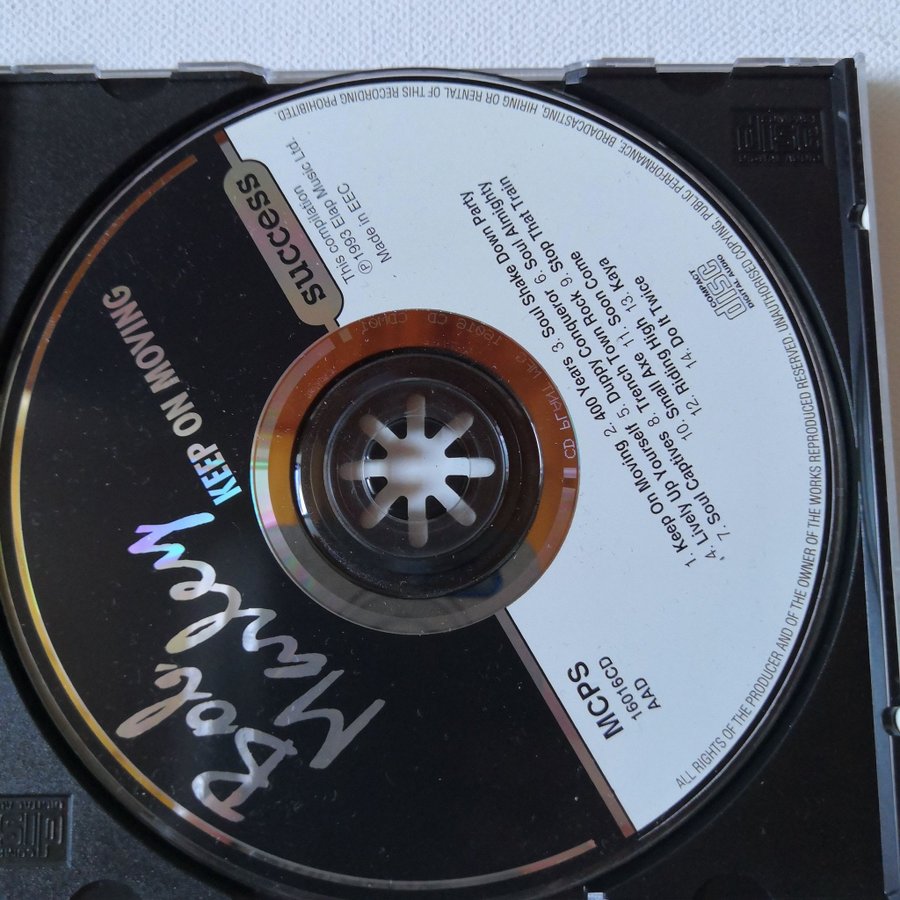 Bob
Marley
KEEP ON MOVING
success
This compilation
℗1993 Elap Music Ltd.
Made in EEC
1. Keep On Moving 2. 400 Years 3. Soul Shake Down Party
4. Lively Up Yourself 5. Duppy Conqueror 6. Soul Almighty
7. Soul Captives 8. Trench Town Rock 9. Stop That Train
10. Small Axe 11. Soon Come
12. Riding High 13. Kaya
14. Do It Twice
MCPS
16016CD
AAD
COMPACT
disc
DIGITAL AUDIO
ALL RIGHTS OF THE PRODUCER AND OF THE OWNER OF THE WORKS REPRODUCED RESERVED UNAUTHORISED COPYING, PUBLIC PERFORMANCE, BROADCASTING, HIRING OR RENTAL OF THIS RECORDING PROHIBITED.
disc
disc